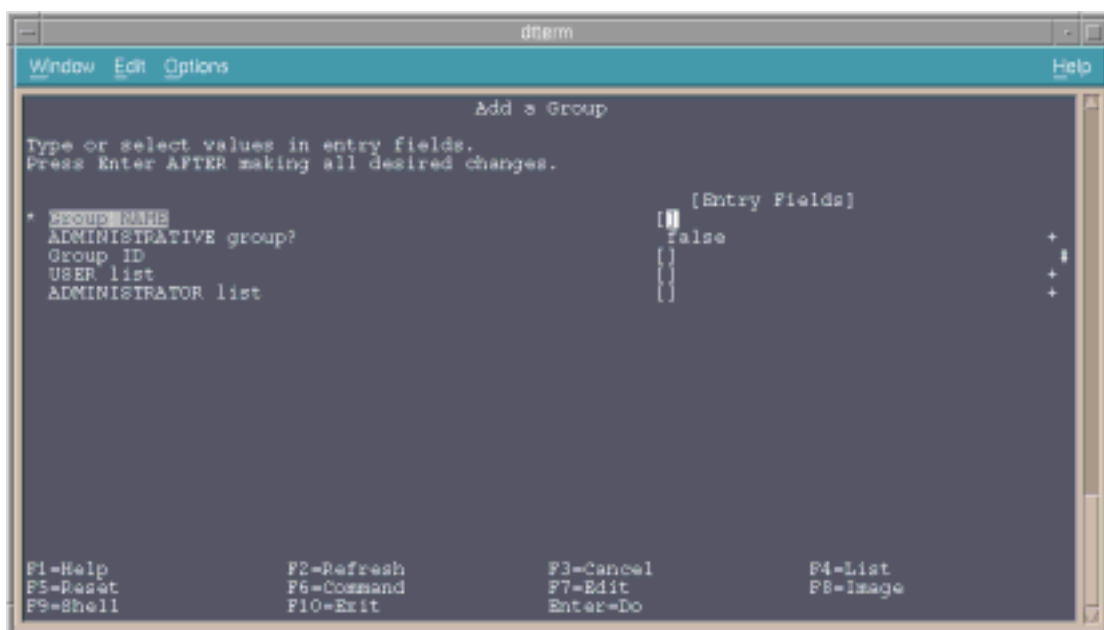 dtterm
Window Edit Options Help
Add a Group
Type or select values in entry fields.
Press Enter AFTER making all desired changes.
[Entry Fields]
* Group NAME []
ADMINISTRATIVE group? false +
Group ID [] #
USER list [] +
ADMINISTRATOR list [] +
F1=Help F2=Refresh F3=Cancel F4=List
F5=Reset F6=Command F7=Edit F8=Image
F9=Shell F10=Exit Enter=Do